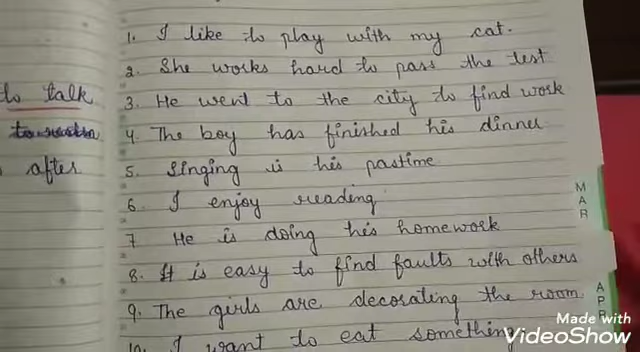 1. I like to play with my cat.
2. She works hard to pass the test
3. He went to the city to find work
4. The boy has finished his dinner
5. Singing is his pastime
6. I enjoy reading
7 He is doing his homework
8. It is easy to find faults with others
9. The girls are decorating the room.
10. I want to eat something.
to talk
after
MAR
APR
Made with
VideoShow